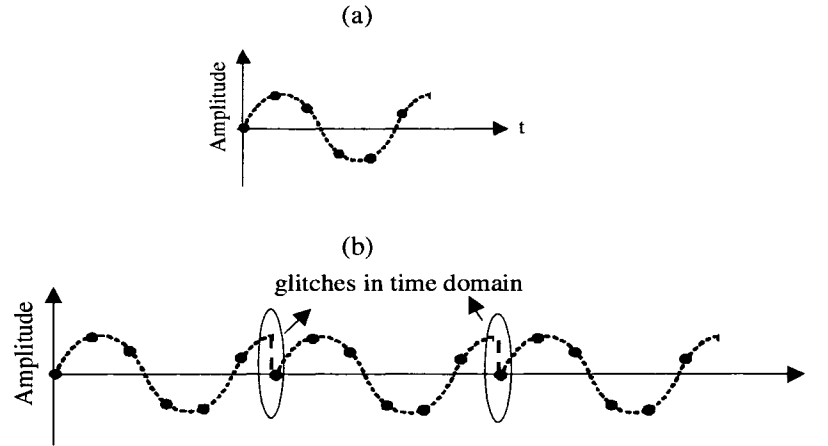 (a)
Amplitude
t
(b)
glitches in time domain
Amplitude